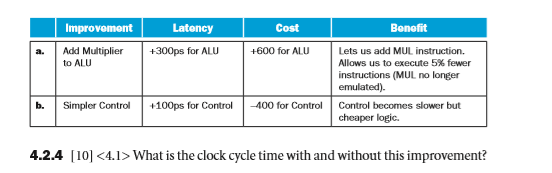 Improvement Latency Cost Benefit
a. Add Multiplier +300ps for ALU +600 for ALU Lets us add MUL instruction.
to ALU Allows us to execute 5% fewer
instructions (MUL no longer
emulated).
b. Simpler Control +100ps for Control –400 for Control Control becomes slower but
cheaper logic.
4.2.4 [10] <4.1> What is the clock cycle time with and without this improvement?